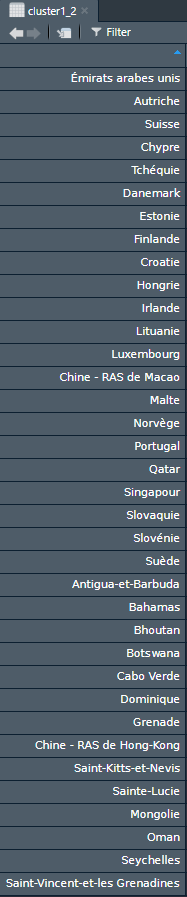 cluster1_2
Filter
Émirats arabes unis
Autriche
Suisse
Chypre
Tchéquie
Danemark
Estonie
Finlande
Croatie
Hongrie
Irlande
Lituanie
Luxembourg
Chine - RAS de Macao
Malte
Norvège
Portugal
Qatar
Singapour
Slovaquie
Slovénie
Suède
Antigua-et-Barbuda
Bahamas
Bhoutan
Botswana
Cabo Verde
Dominique
Grenade
Chine - RAS de Hong-Kong
Saint-Kitts-et-Nevis
Sainte-Lucie
Mongolie
Oman
Seychelles
Saint-Vincent-et-les Grenadines